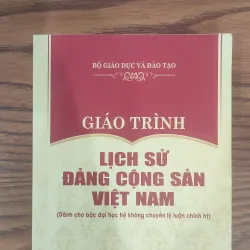 BỘ GIÁO DỤC VÀ ĐÀO TẠO
GIÁO TRÌNH
LỊCH SỬ
ĐẢNG CỘNG SẢN
VIỆT NAM
(Dành cho bậc đại học hệ không chuyên lý luận chính trị)